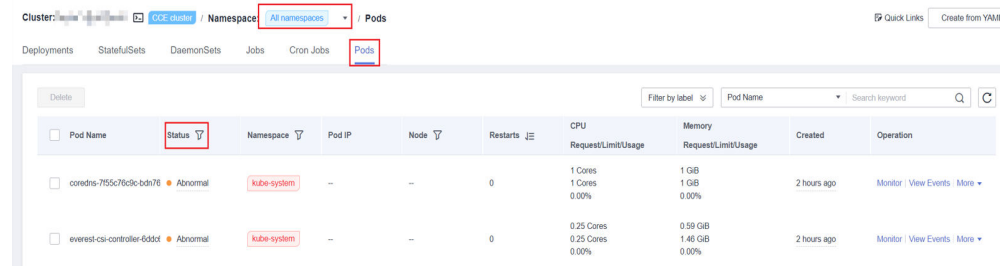 Cluster: CCE cluster / Namespace: All namespaces / Pods
Quick Links Create from YAML
Deployments StatefulSets DaemonSets Jobs Cron Jobs Pods
Delete Filter by label Pod Name Search keyword
Pod Name Status Namespace Pod IP Node Restarts CPU Request/Limit/Usage Memory Request/Limit/Usage Created Operation
coredns-7f55c76c9c-bdn76 Abnormal kube-system -- -- 0 1 Cores 1 GiB 2 hours ago Monitor View Events More
1 Cores 1 GiB
0.00% 0.00%
everest-csi-controller-6ddc Abnormal kube-system -- -- 0 0.25 Cores 0.59 GiB 2 hours ago Monitor View Events More
0.25 Cores 1.46 GiB
0.00% 0.00%